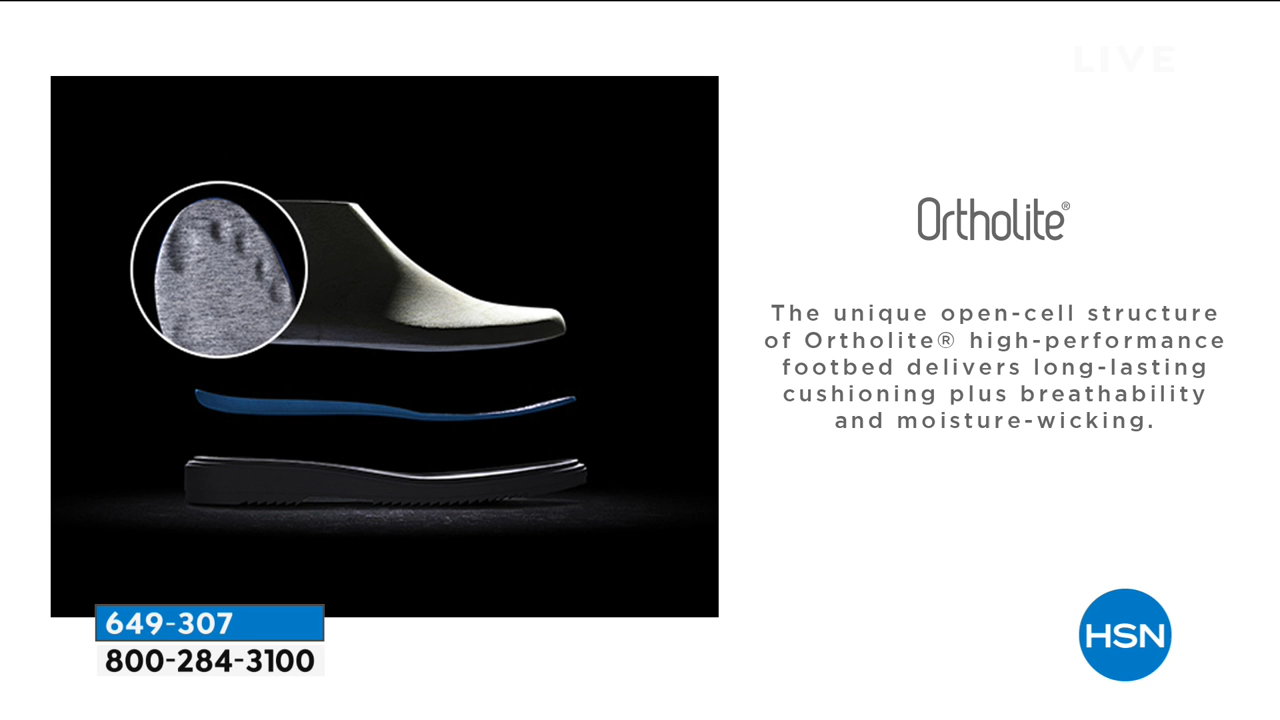 LIVE
Ortholite®
The unique open-cell structure
of Ortholite® high-performance
footbed delivers long-lasting
cushioning plus breathability
and moisture-wicking.
649-307
800-284-3100
HSN